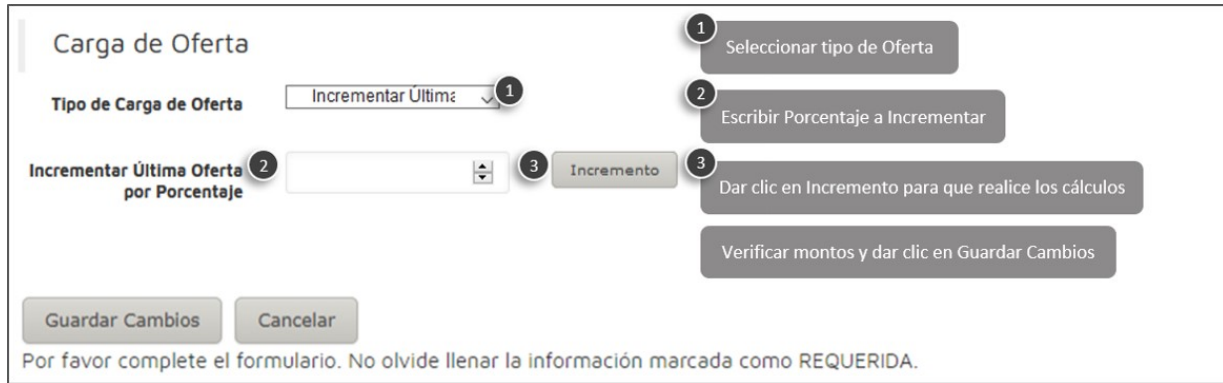 Carga de Oferta
1
Seleccionar tipo de Oferta
Tipo de Carga de Oferta
Incrementar Última
1
2
Escribir Porcentaje a Incrementar
Incrementar Última Oferta
por Porcentaje
2
3
Incremento
3
Dar clic en Incremento para que realice los cálculos
Verificar montos y dar clic en Guardar Cambios
Guardar Cambios
Cancelar
Por favor complete el formulario. No olvide llenar la información marcada como REQUERIDA.